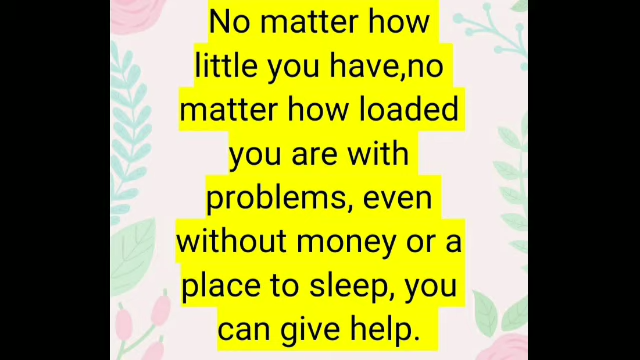 No matter how
little you have,no
matter how loaded
you are with
problems, even
without money or a
place to sleep, you
can give help.